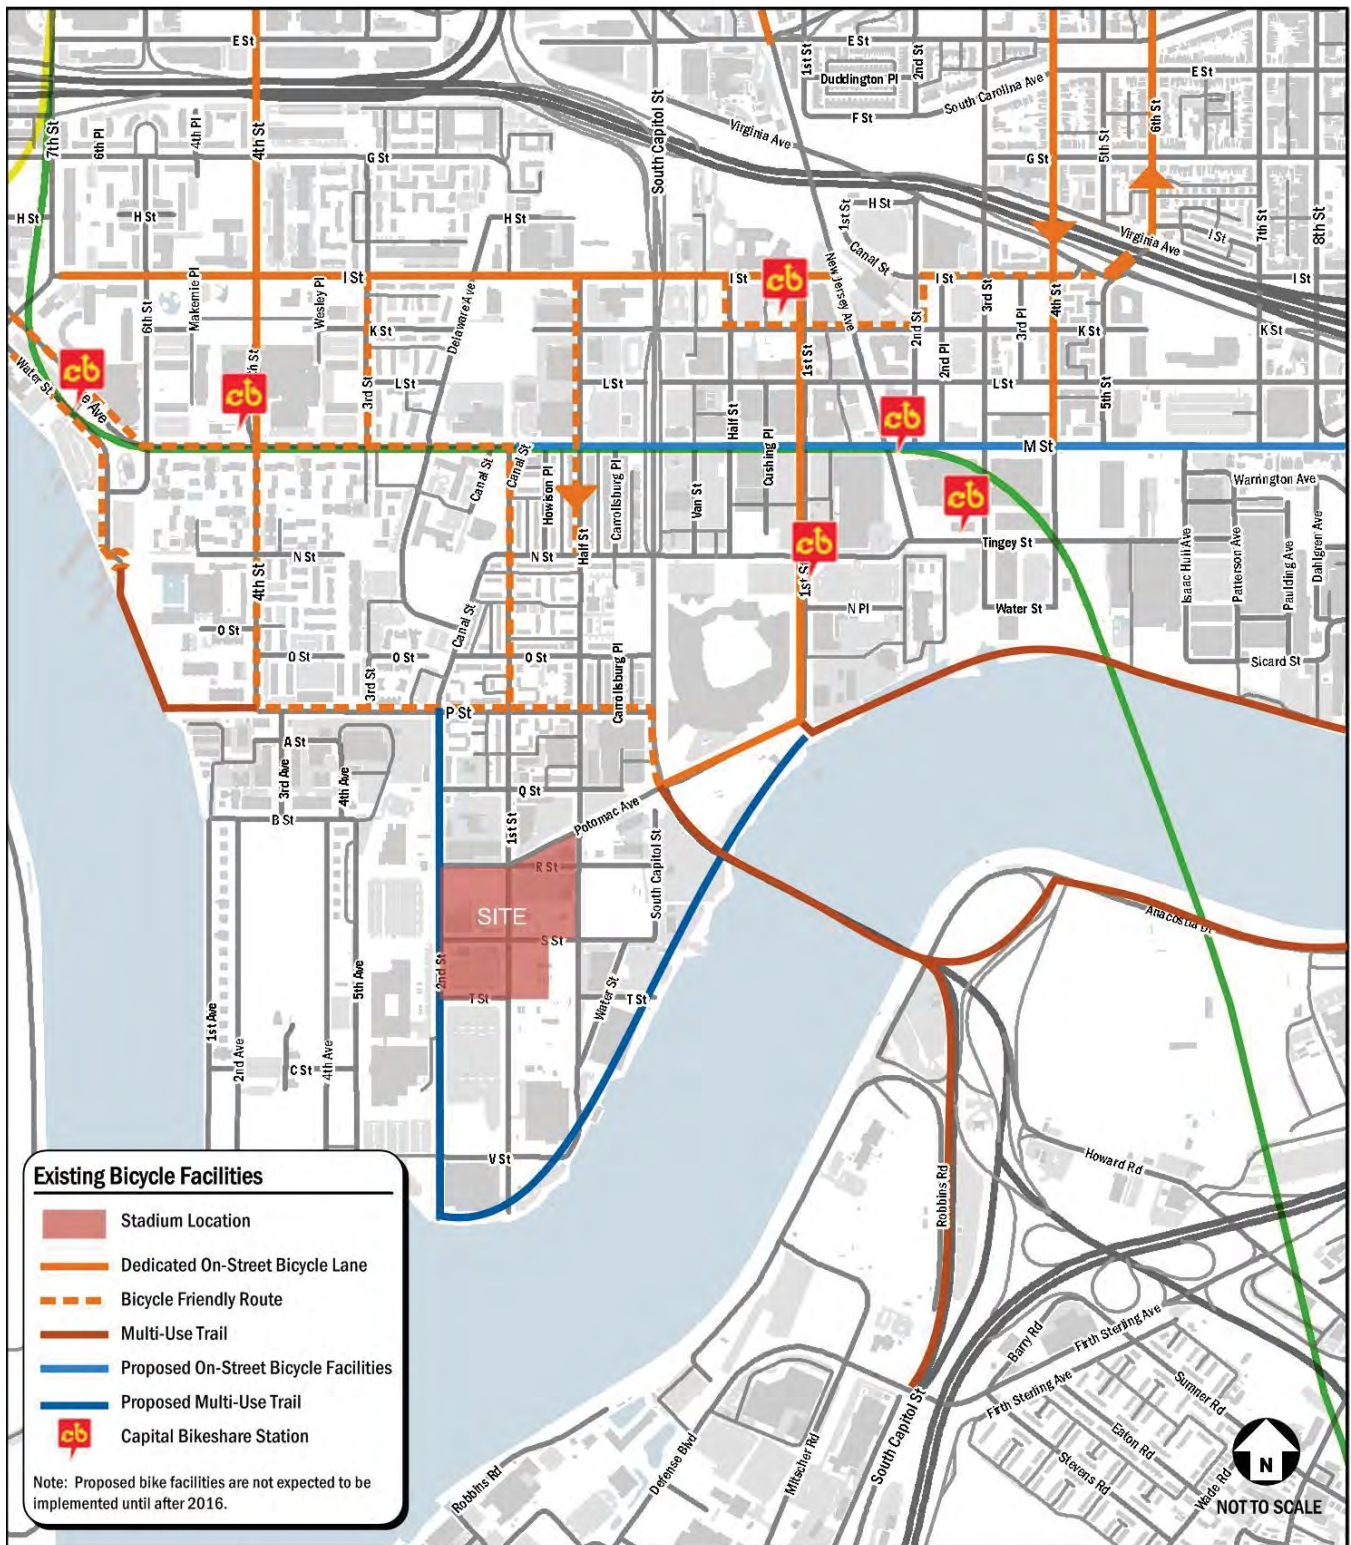 E St
E St
E St
1st St
2nd St
Duddington Pl
South Carolina Ave
F St
7th St
6th Pl
4th Pl
4th St
G St
South Capitol St
Virginia Ave
G St
5th St
6th St
H St
H St
H St
1st St
H St
Canal St
Virginia Ave
I St
7th St
8th St
I St
I St
I St
I St
6th St
Makemie Pl
Wesley Pl
Delaware Ave
New Jersey Ave
3rd St
4th St
K St
2nd St
3rd Pl
K St
K St
Water St
e Ave
h St
3rd St
L St
L St
1st St
2nd Pl
L St
5th St
cb
cb
cb
cb
cb
cb
Half St
Cushing Pl
M St
Canal St
Canal St
Howison Pl
Half St
Carrollsburg Pl
Van St
Warrington Ave
N St
N St
Tingey St
Isaac Hull Ave
Patterson Ave
Paulding Ave
Dahlgren Ave
4th St
1st St
N Pl
Water St
O St
Canal St
O St
O St
O St
3rd St
Carrollsburg Pl
Sicard St
P St
A St
3rd Ave
4th Ave
B St
Q St
1st St
Potomac Ave
South Capitol St
R St
SITE
S St
2nd St
T St
Water St
T St
Anacostia Dr
1st Ave
2nd Ave
4th Ave
5th Ave
C St
V St
Howard Rd
Robbins Rd
Barry Rd
Firth Sterling Ave
Firth Sterling Ave
Sumner Rd
Eaton Rd
Stevens Rd
Wade Rd
South Capitol St
Mitscher Rd
Defense Blvd
Robbins Rd
Existing Bicycle Facilities
Stadium Location
Dedicated On-Street Bicycle Lane
Bicycle Friendly Route
Multi-Use Trail
Proposed On-Street Bicycle Facilities
Proposed Multi-Use Trail
cb Capital Bikeshare Station
Note: Proposed bike facilities are not expected to be
implemented until after 2016.
N
NOT TO SCALE